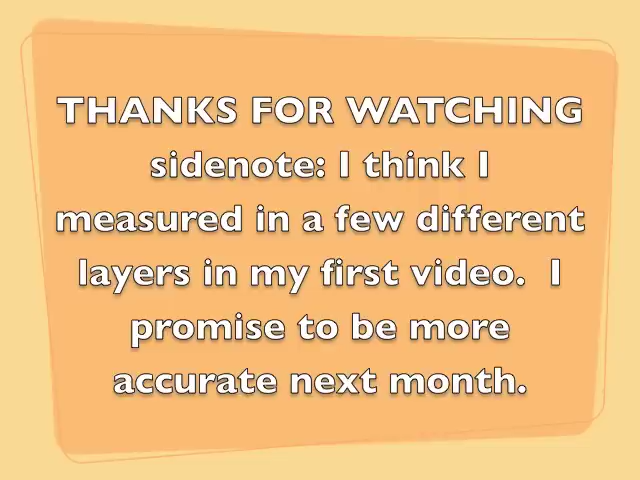 THANKS FOR WATCHING
sidenote: I think I
measured in a few different
layers in my first video.  I
promise to be more
accurate next month.